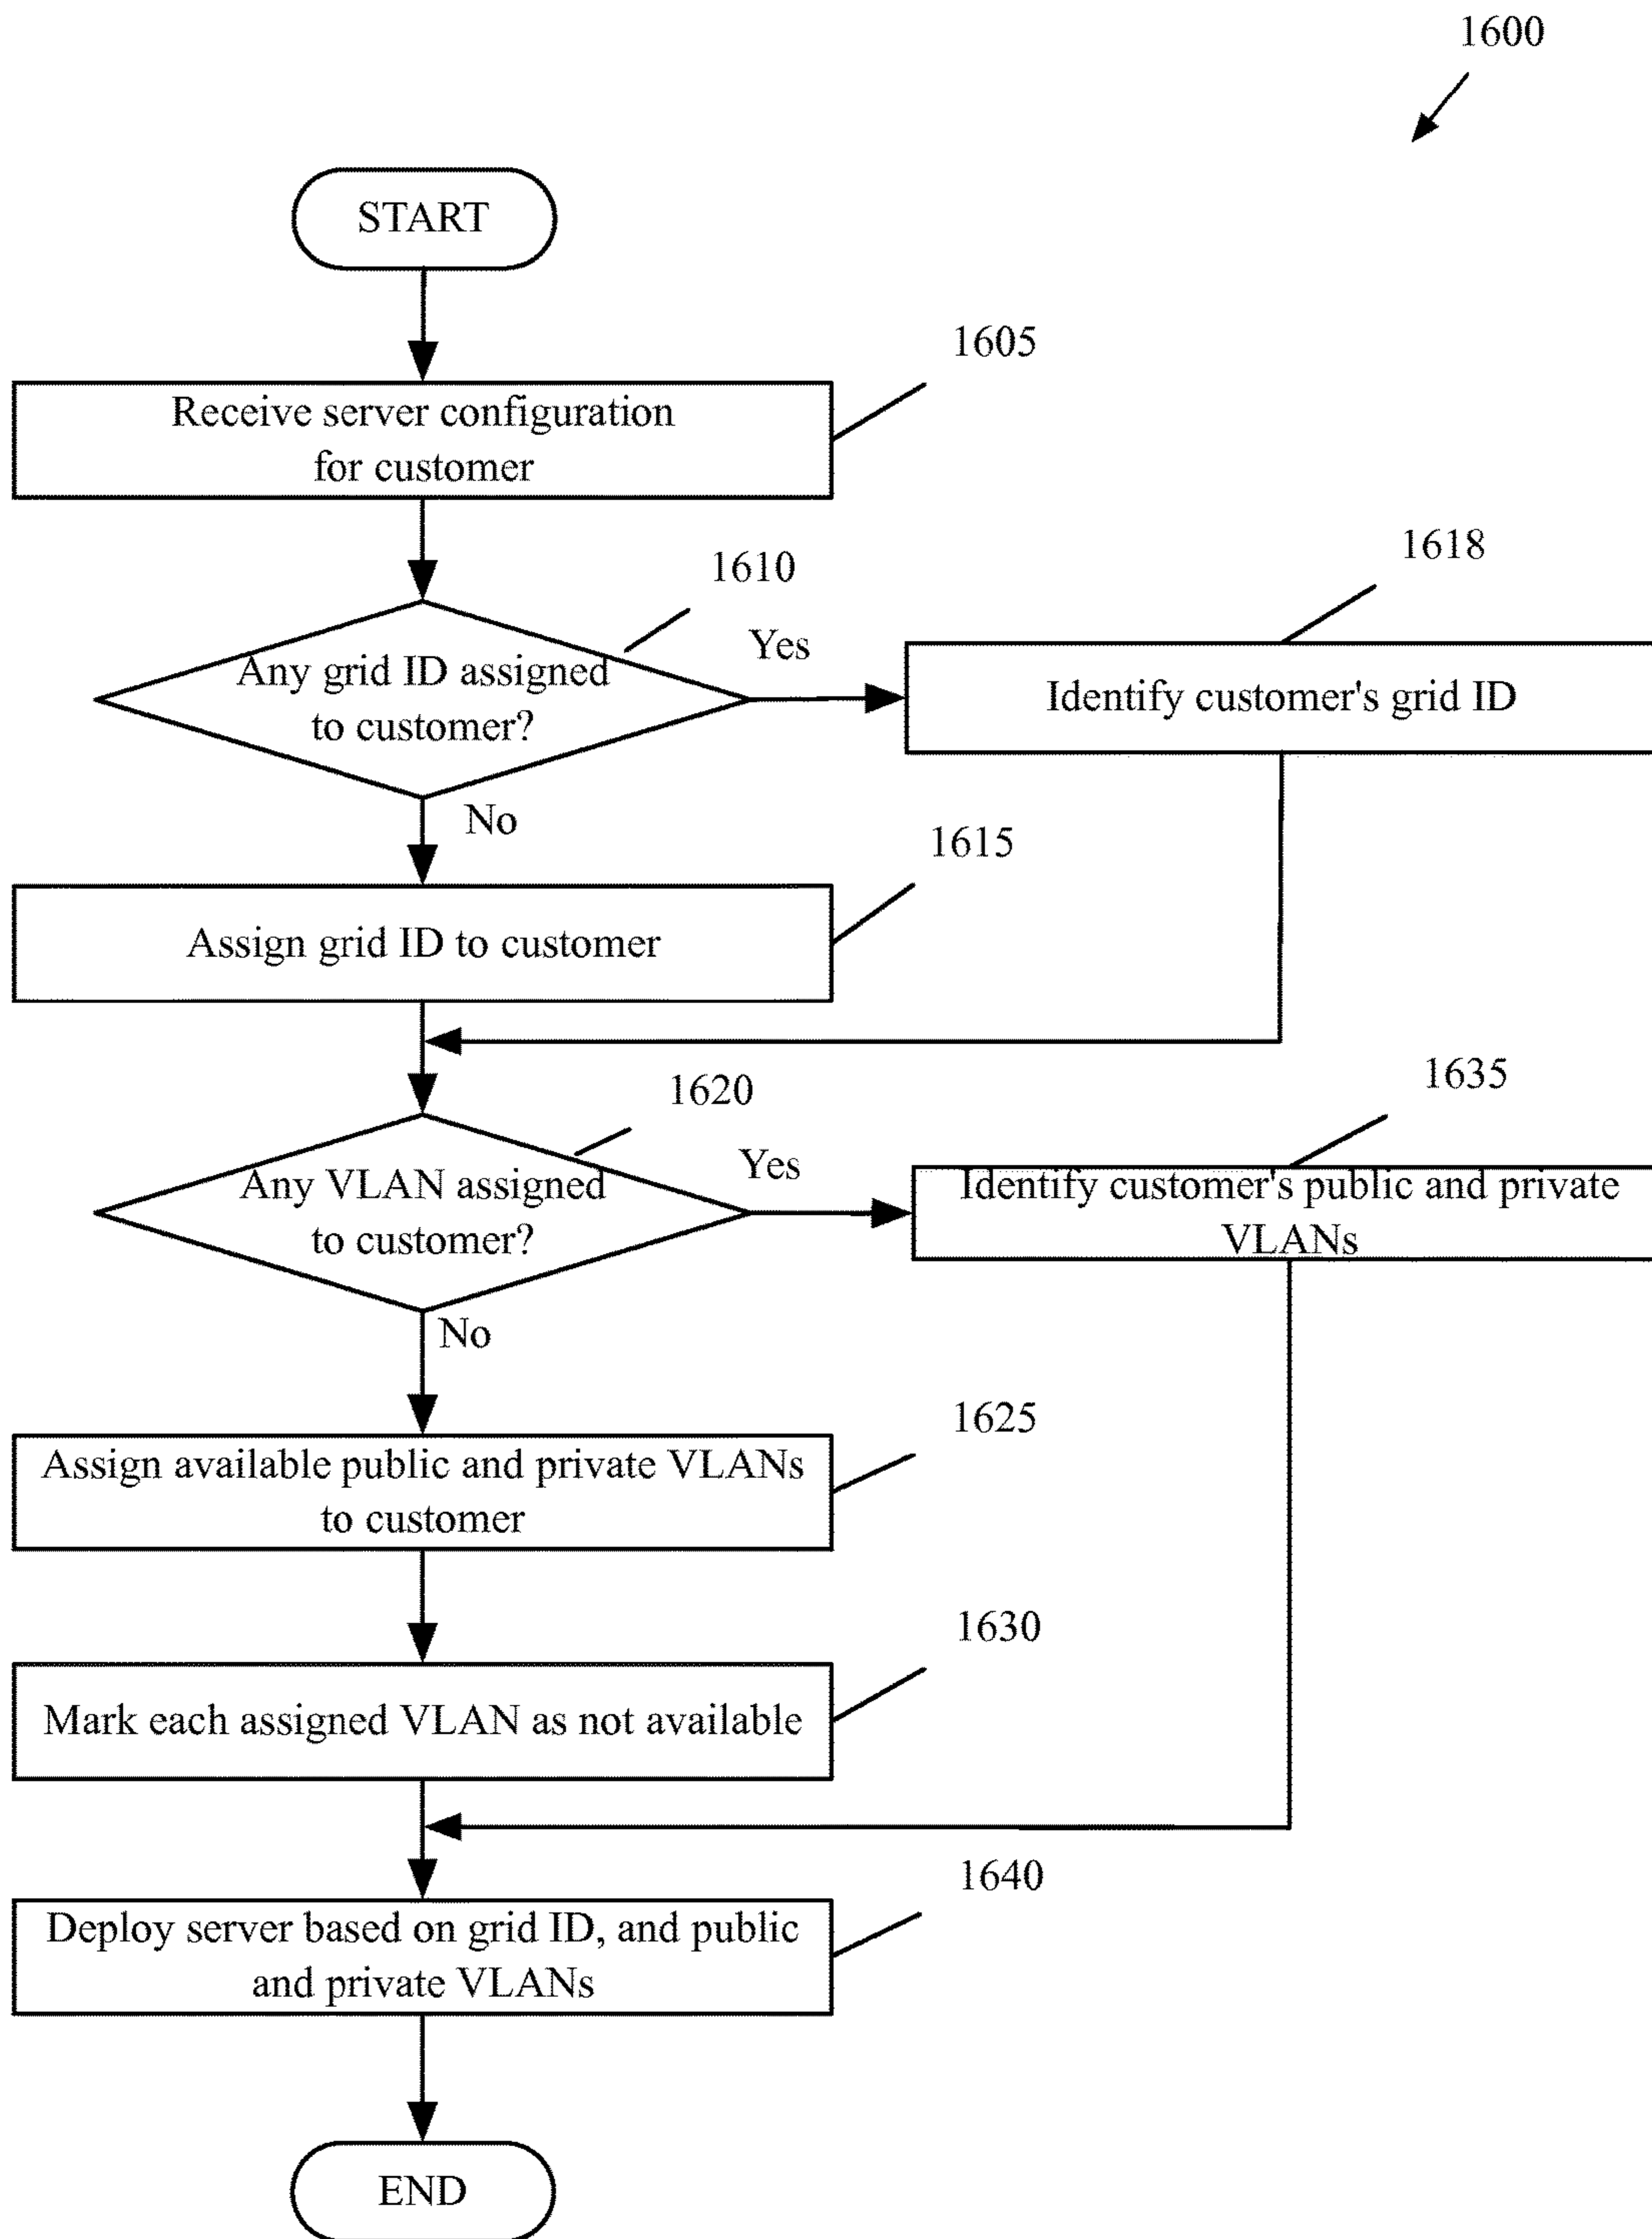 1600
START
1605
Receive server configuration
for customer
1610
1618
Yes
Any grid ID assigned
to customer?
Identify customer's grid ID
No
1615
Assign grid ID to customer
1620
1635
Yes
Any VLAN assigned
to customer?
Identify customer's public and private
VLANs
No
1625
Assign available public and private VLANs
to customer
1630
Mark each assigned VLAN as not available
1640
Deploy server based on grid ID, and public
and private VLANs
END